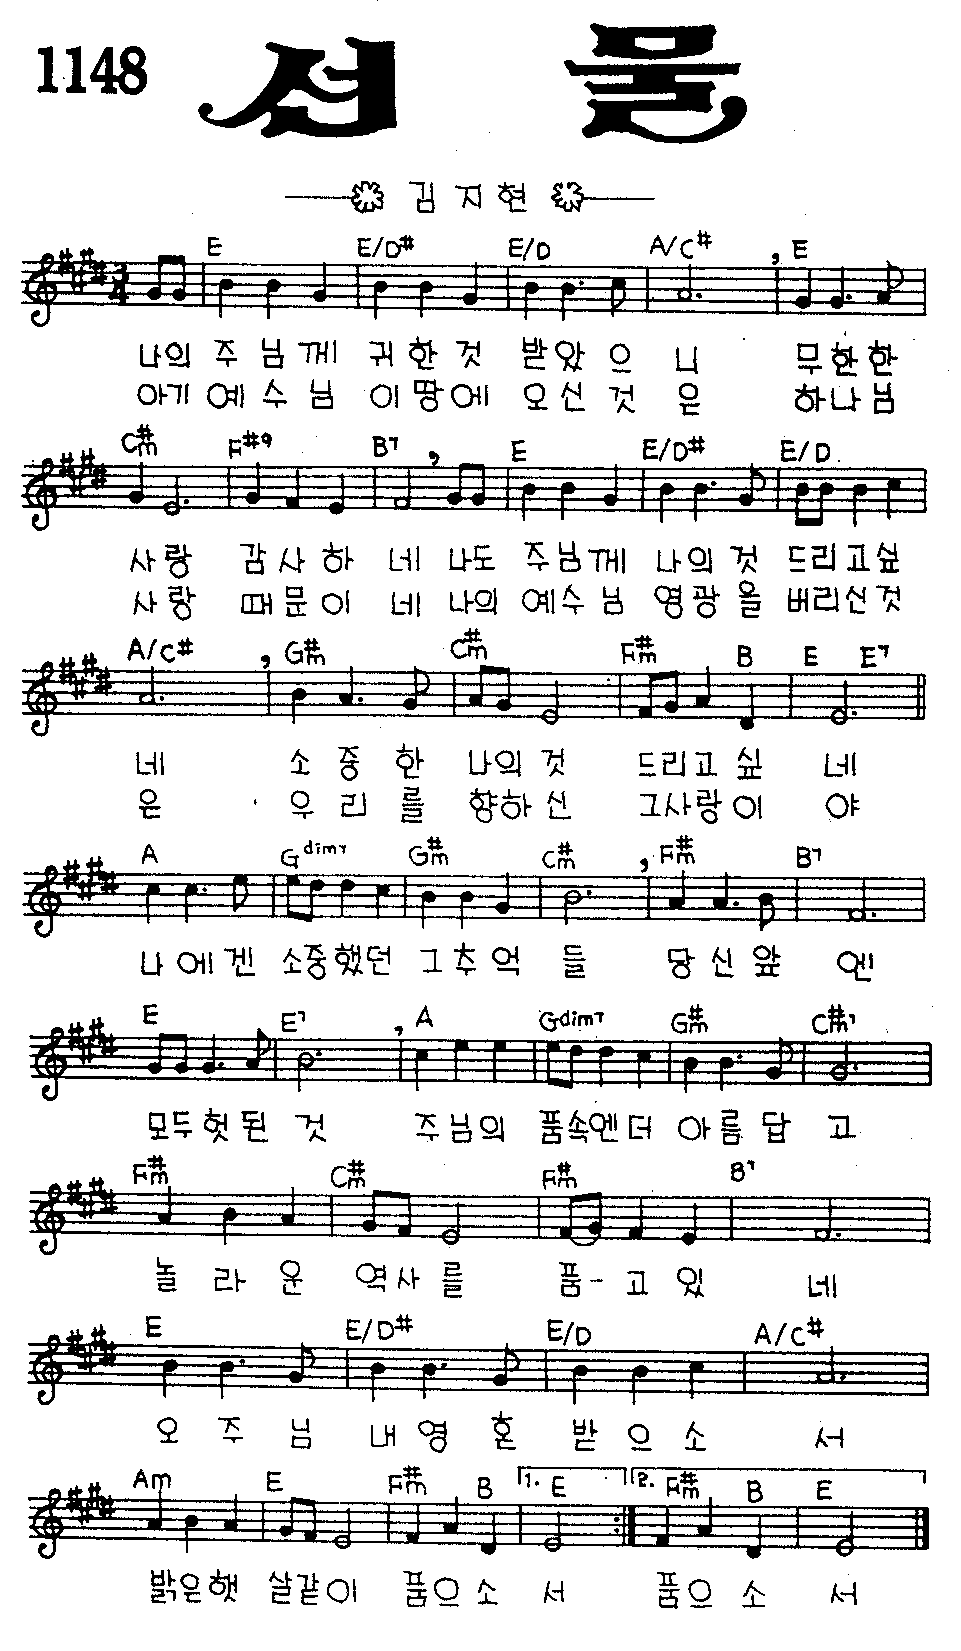 1148 선 물
김 지 현
3/4 E E/D# E/D A/C# E
나의 주 님 께 귀 한 것 받 았 으 니 무 한 한
아기 예 수 님 이 땅 에 오 신 것 은 하 나 님
C#m F#9 B7 E E/D# E/D
사 랑 감 사 하 네 나도 주 님 께 나 의 것 드리고싶
사 랑 때 문 이 네 나의 예 수 님 영 광 을 버리신것
A/C# G#m C#m F#m B E E7
네 소 중 한 나의 것 드리고 싶 네
은 우 리 를 향하 신 그사랑 이 야
A Gdim7 G#m C#m F#m B7
나 에 겐 소중했던 그 추 억 들 당 신 앞 엔
E E7 A Gdim7 G#m C#m7
모두 헛 된 것 주 님 의 품속엔 더 아 름 답 고
F#m C#m F#m B7
놀 라 운 역사 를 품 - 고 있 네
E E/D# E/D A/C#
오 주 님 내 영 혼 받 으 소 서
Am E F#m B 1. E 2. F#m B E
밝 은 햇 살같 이 품 으 소 서 품 으 소 서